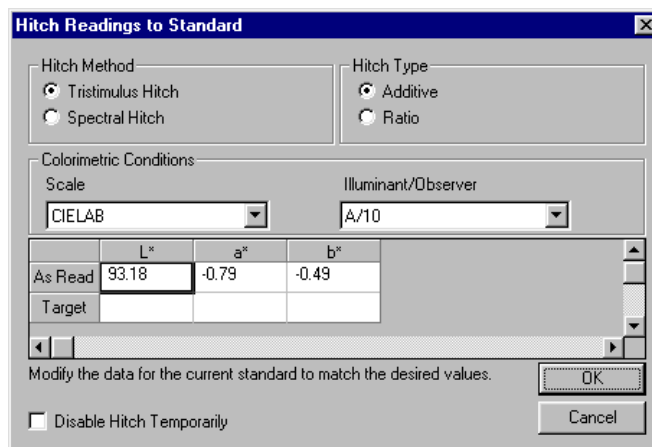 Hitch Readings to Standard
Hitch Method
Tristimulus Hitch
Spectral Hitch
Hitch Type
Additive
Ratio
Colorimetric Conditions
Scale
CIELAB
Illuminant/Observer
A/10
L* a* b*
As Read 93.18 -0.79 -0.49
Target
Modify the data for the current standard to match the desired values.
OK
Disable Hitch Temporarily
Cancel